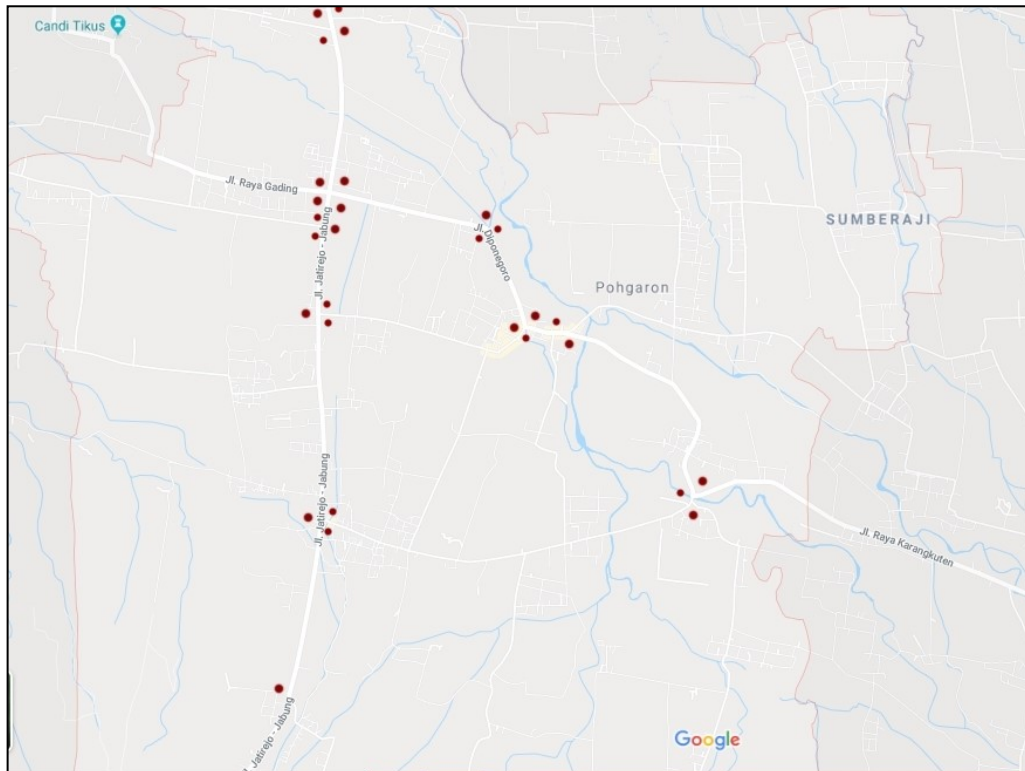 Candi Tikus
Jl. Raya Gading
SUMBERAJI
Jl. Diponegoro
Jl. Jatirejo - Jabung
Pohgaron
Jl. Jatirejo - Jabung
Jl. Raya Karangkuten
Jl. Jatirejo - Jabung
Google